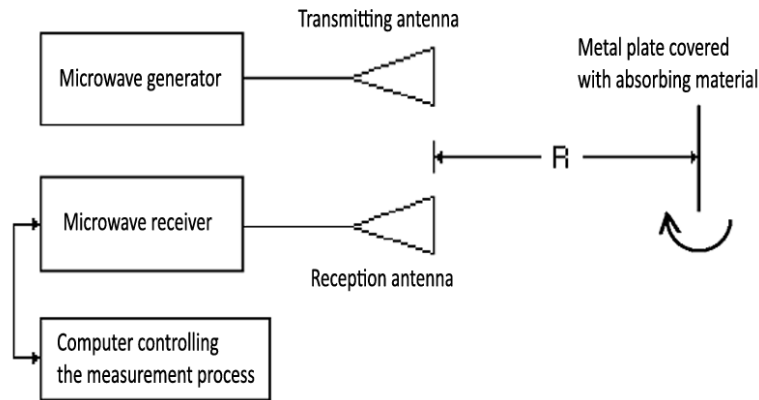 Transmitting antenna
Metal plate covered
with absorbing material
Microwave generator
R
Microwave receiver
Reception antenna
Computer controlling
the measurement process